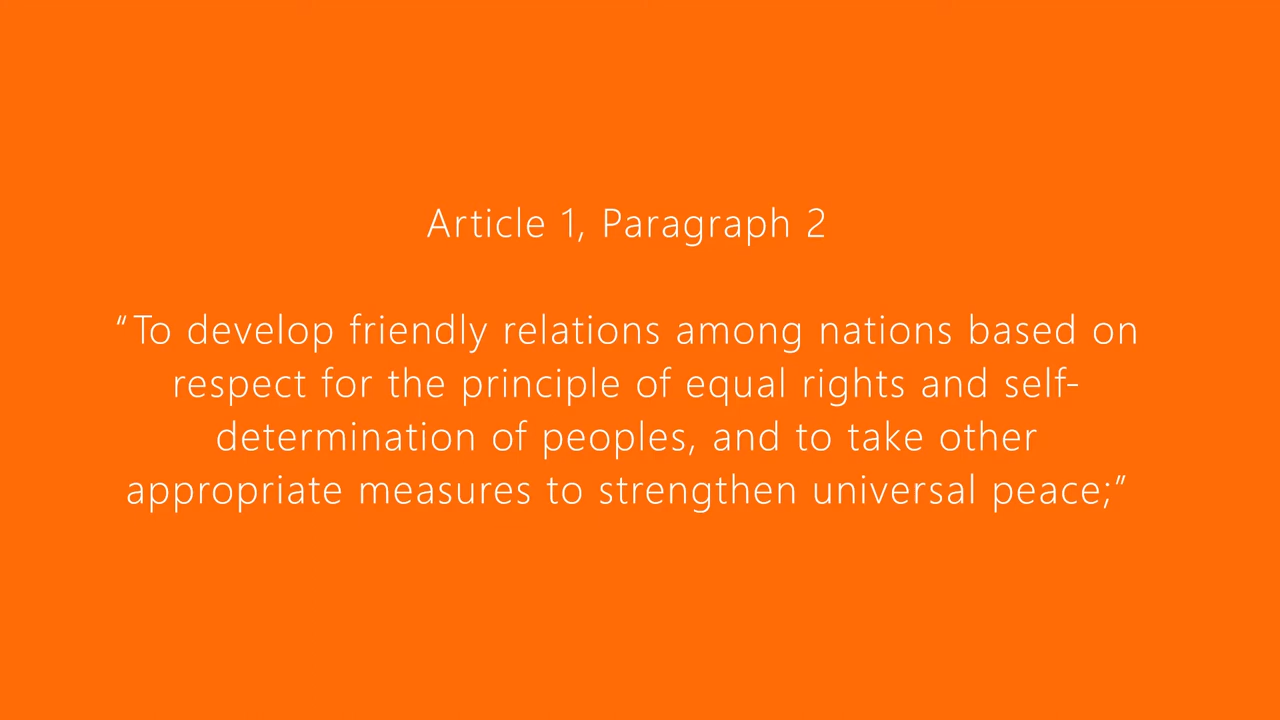 Article 1, Paragraph 2
“To develop friendly relations among nations based on
respect for the principle of equal rights and self-
determination of peoples, and to take other
appropriate measures to strengthen universal peace;”